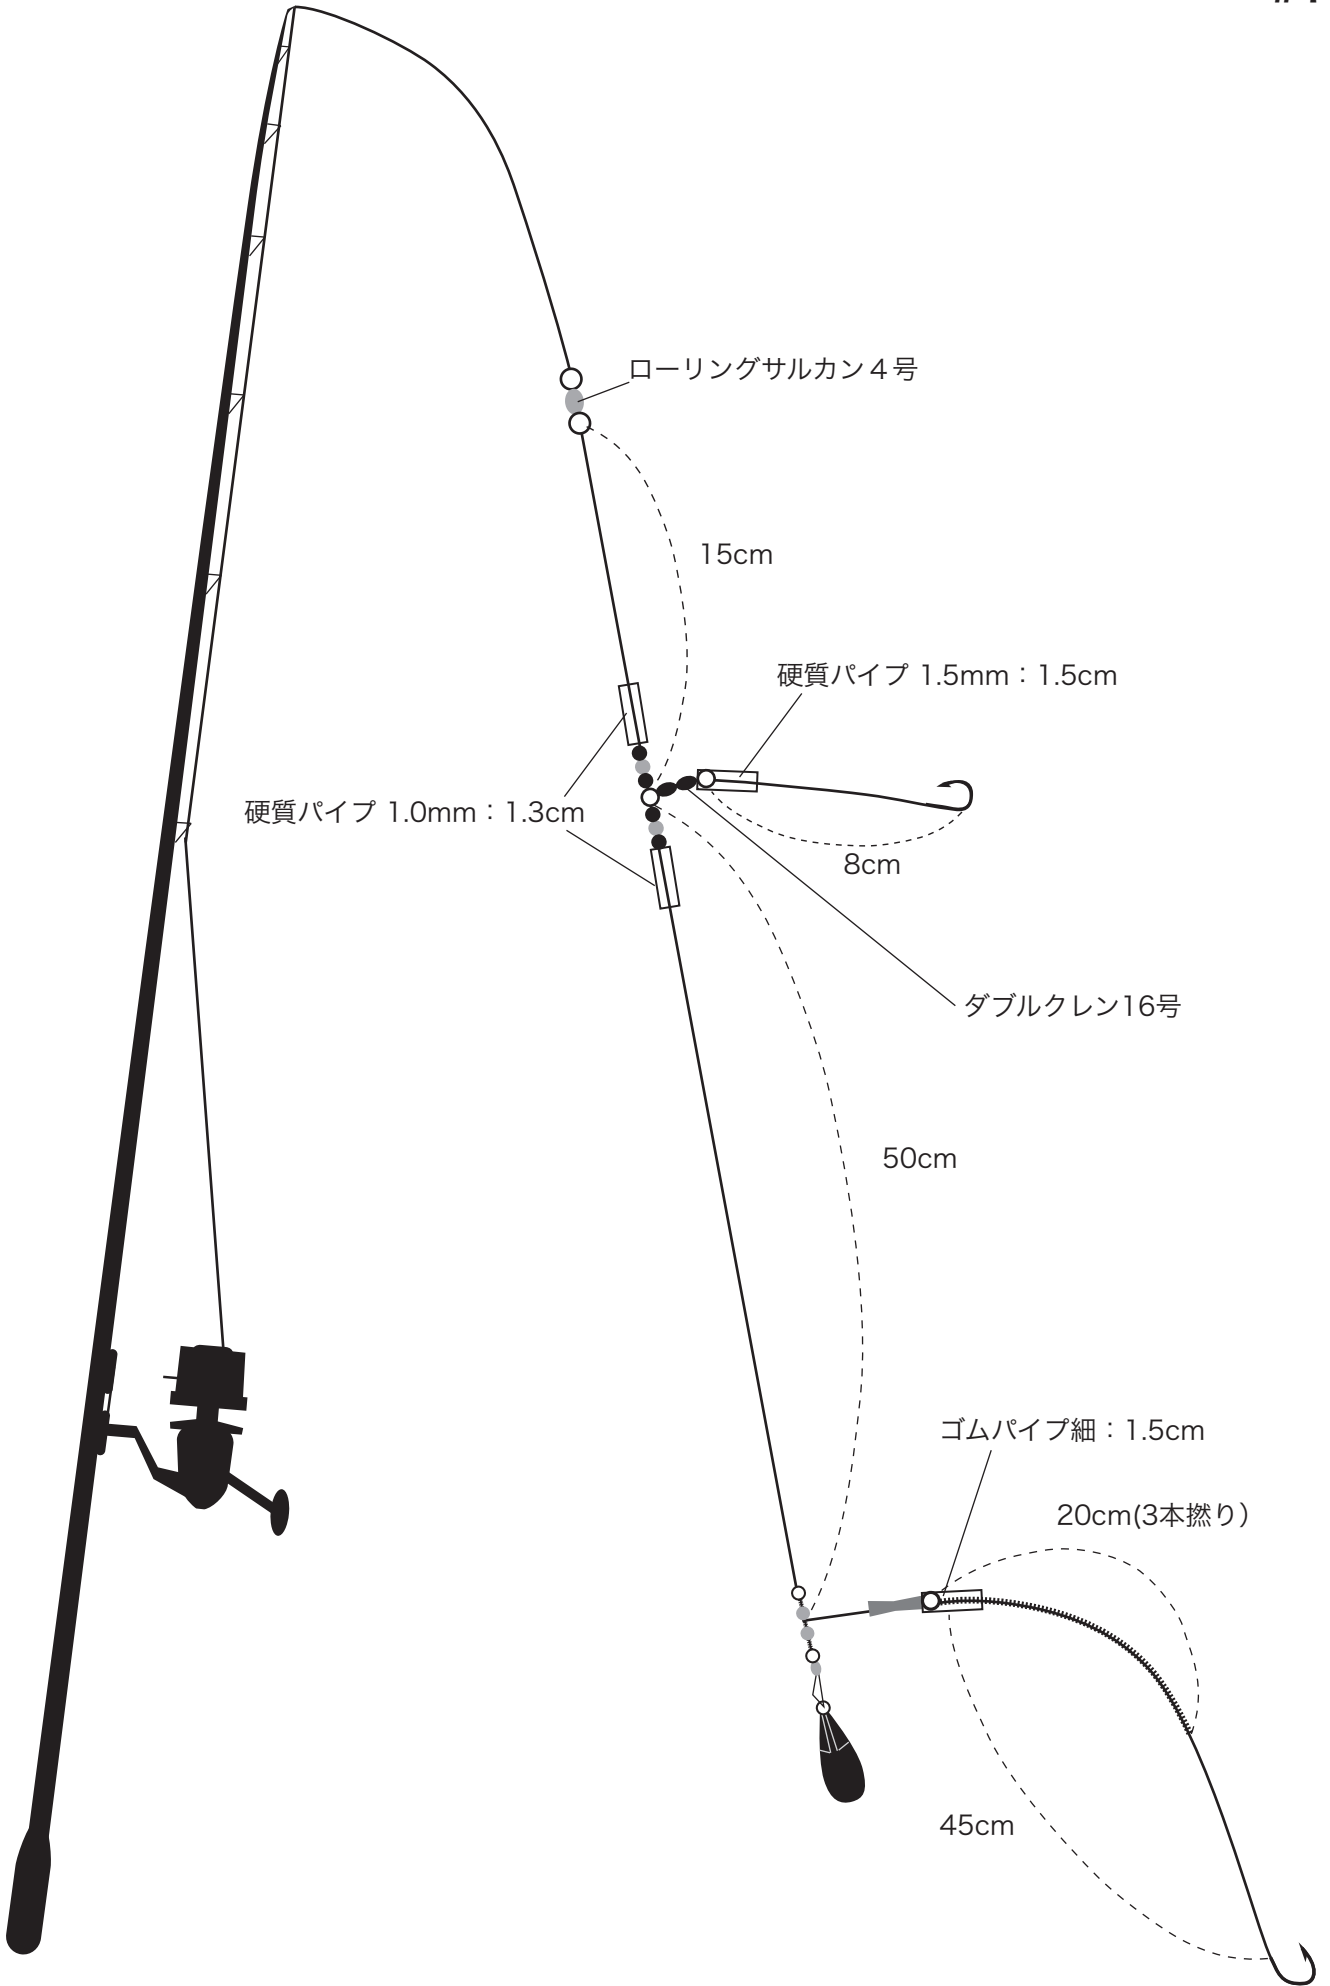 ローリングサルカン４号
15cm
硬質パイプ 1.5mm：1.5cm
硬質パイプ 1.0mm：1.3cm
8cm
ダブルクレン16号
50cm
ゴムパイプ細：1.5cm
20cm(3本撚り）
45cm